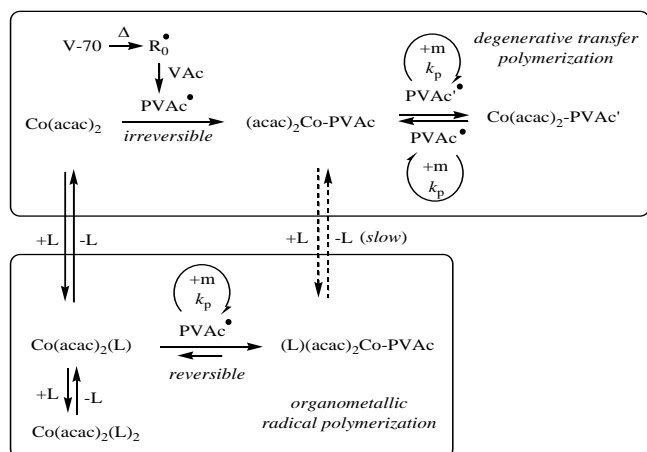 V-70 Δ R0•
VAc
PVAc•
Co(acac)2
irreversible
(acac)2Co-PVAc
degenerative transfer
polymerization
+m
kp
PVAc'•
Co(acac)2-PVAc'
PVAc•
+m
kp
+L -L
+L -L (slow)
+m
kp
PVAc•
Co(acac)2(L)
reversible
(L)(acac)2Co-PVAc
+L -L
Co(acac)2(L)2
organometallic
radical polymerization